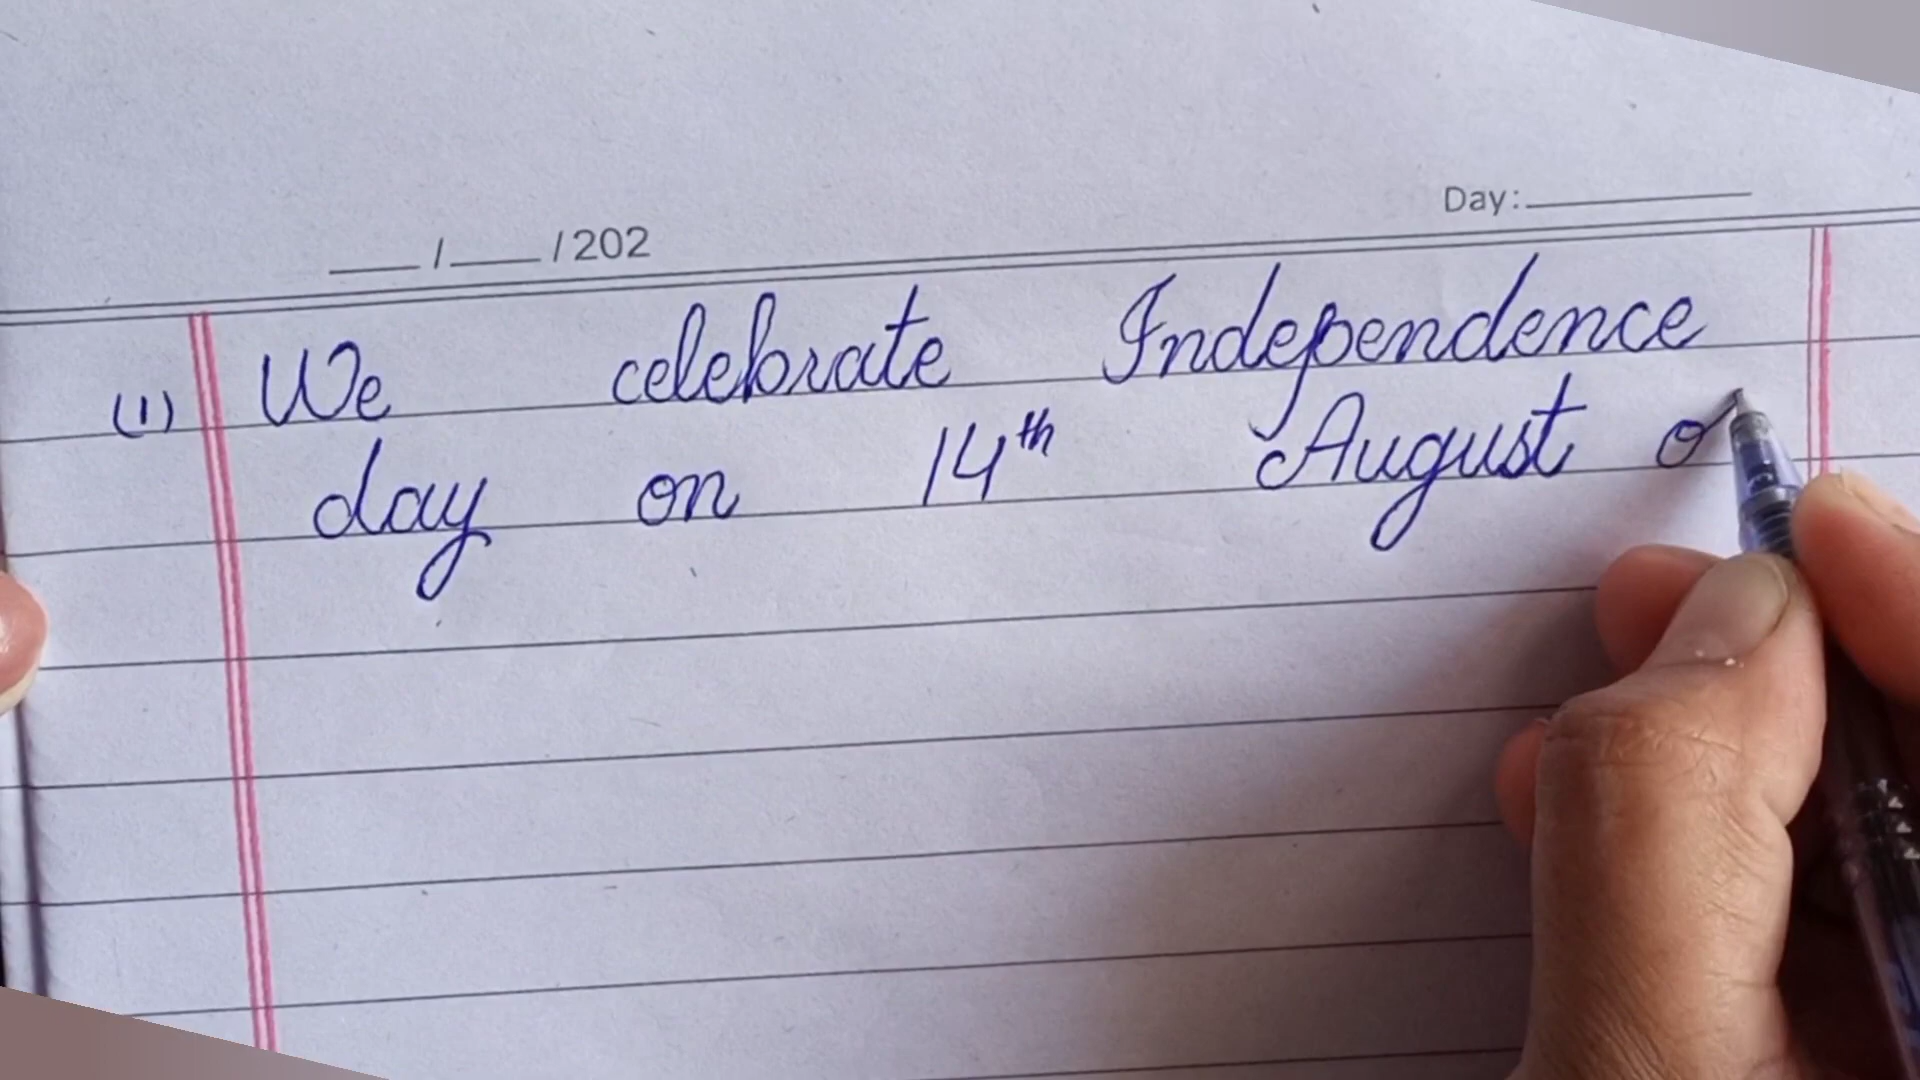 Day:
/ /202
(1) We celebrate Independence
day on 14th August o